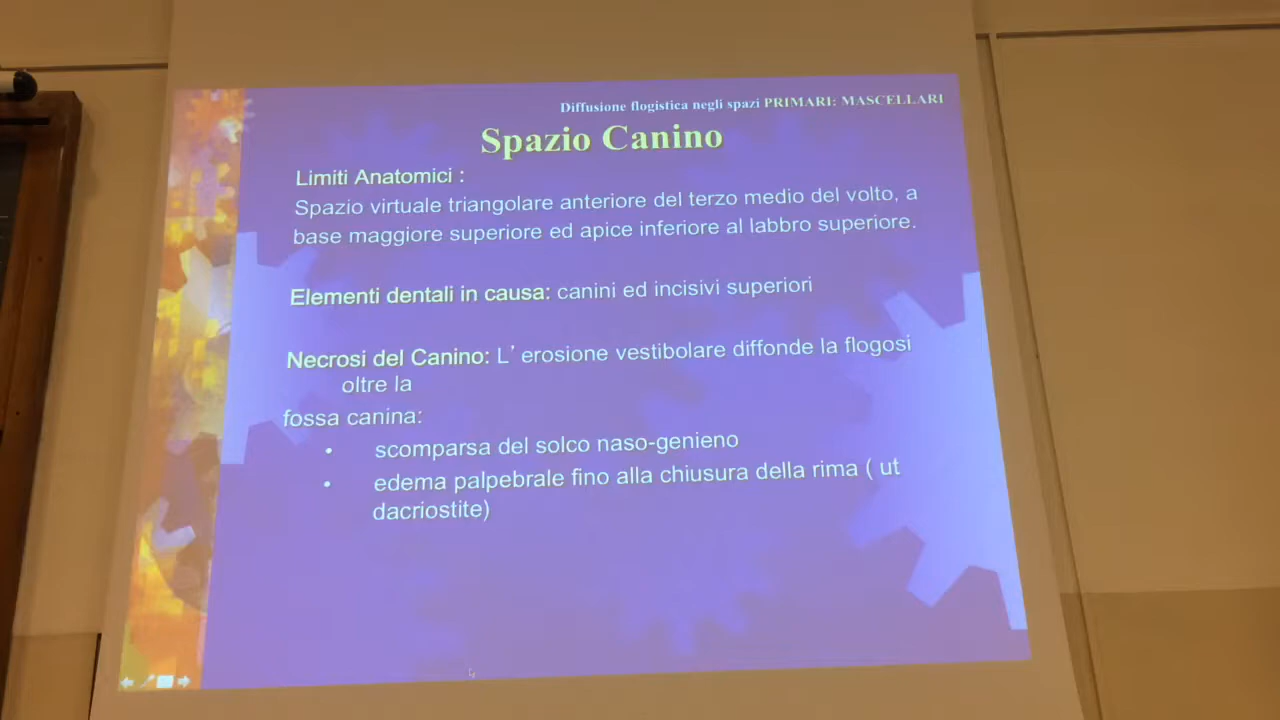 Diffusione flogistica negli spazi PRIMARI: MASCELLARI
Spazio Canino
Limiti Anatomici :
Spazio virtuale triangolare anteriore del terzo medio del volto, a
base maggiore superiore ed apice inferiore al labbro superiore.
Elementi dentali in causa: canini ed incisivi superiori
Necrosi del Canino: L' erosione vestibolare diffonde la flogosi
oltre la
fossa canina:
• scomparsa del solco naso-genieno
• edema palpebrale fino alla chiusura della rima ( ut
dacriostite)